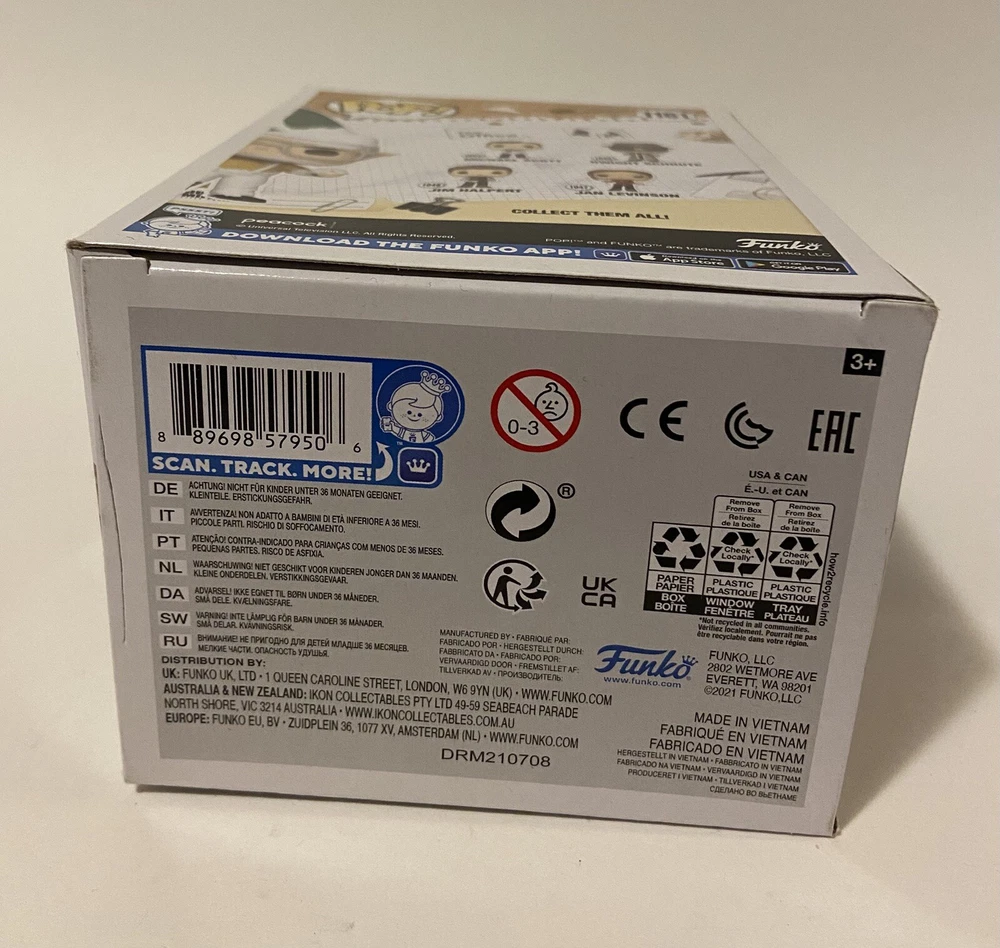 JIM HALPERT
JAN LEVINSON
COLLECT THEM ALL!
peacock
© Universal Television LLC. All Rights Reserved.
POP!™ and FUNKO™ are trademarks of Funko, LLC
Funko
DOWNLOAD THE FUNKO APP!
App Store
Google Play
3+
8 89698 57950 6
SCAN. TRACK. MORE!
0-3
CE
EAC
DE ACHTUNG! NICHT FÜR KINDER UNTER 36 MONATEN GEEIGNET.
KLEINTEILE. ERSTICKUNGSGEFAHR.
IT AVVERTENZA! NON ADATTO A BAMBINI DI ETÀ INFERIORE A 36 MESI.
PICCOLE PARTI. RISCHIO DI SOFFOCAMENTO.
PT ATENÇÃO! CONTRA-INDICADO PARA CRIANÇAS COM MENOS DE 36 MESES.
PEQUENAS PARTES. RISCO DE ASFIXIA.
NL WAARSCHUWING! NIET GESCHIKT VOOR KINDEREN JONGER DAN 36 MAANDEN.
KLEINE ONDERDELEN. VERSTIKKINGSGEVAAR.
DA ADVARSEL! IKKE EGNET TIL BØRN UNDER 36 MÅNEDER.
SMÅ DELE. KVÆLNINGSFARE.
SW VARNING! INTE LÄMPLIG FÖR BARN UNDER 36 MÅNADER.
SMÅ DELAR. KVÄVNINGSRISK.
RU ВНИМАНИЕ! НЕ ПРИГОДНО ДЛЯ ДЕТЕЙ МЛАДШЕ 36 МЕСЯЦЕВ.
МЕЛКИЕ ЧАСТИ. ОПАСНОСТЬ УДУШЬЯ.
®
UK
CA
USA & CAN
É.-U. et CAN
Remove
From Box
Retirez
de la boîte
Remove
From Box
Retirez
de la boîte
Check
Locally*
Check
Locally*
PAPER
PAPIER
PLASTIC
PLASTIQUE
PLASTIC
PLASTIQUE
BOX
BOÎTE
WINDOW
FENÊTRE
TRAY
PLATEAU
*Not recycled in all communities.
Vérifiez localement. Pourrait ne pas
être recyclable dans votre région.
how2recycle.info
MANUFACTURED BY • FABRIQUÉ PAR:
FABRICADO POR • HERGESTELLT DURCH:
FABBRICATO DA • FABRICADO POR:
VERVAARDIGD DOOR • FREMSTILLET AF:
TILLVERKAD AV • ПРОИЗВОДИТЕЛЬ:
Funko
www.funko.com
FUNKO, LLC
2802 WETMORE AVE
EVERETT, WA 98201
©2021 FUNKO,LLC
DISTRIBUTION BY:
UK: FUNKO UK, LTD • 1 QUEEN CAROLINE STREET, LONDON, W6 9YN (UK) • WWW.FUNKO.COM
AUSTRALIA & NEW ZEALAND: IKON COLLECTABLES PTY LTD 49-59 SEABEACH PARADE
NORTH SHORE, VIC 3214 AUSTRALIA • WWW.IKONCOLLECTABLES.COM.AU
EUROPE: FUNKO EU, BV • ZUIDPLEIN 36, 1077 XV, AMSTERDAM (NL) • WWW.FUNKO.COM
DRM210708
MADE IN VIETNAM
FABRIQUÉ EN VIETNAM
FABRICADO EN VIETNAM
HERGESTELLT IN VIETNAM • FABBRICATO IN VIETNAM
FABRICADO NA VIETNAM • VERVAARDIGD IN VIETNAM
PRODUCERET I VIETNAM • TILLVERKAD I VIETNAM
СДЕЛАНО ВО ВЬЕТНАМЕ